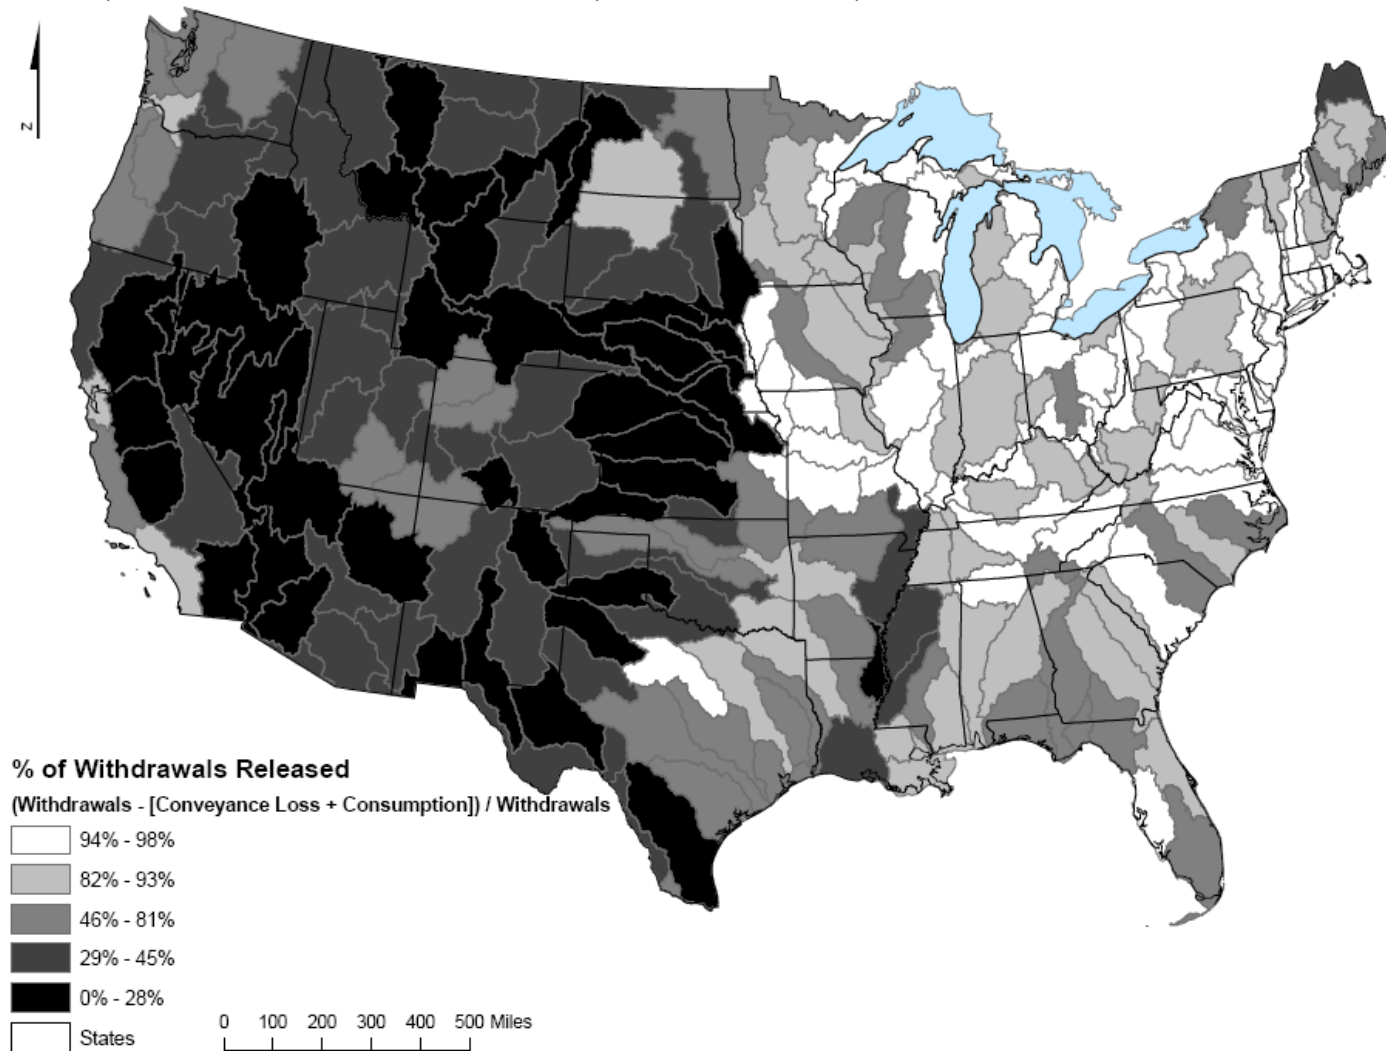 Z
% of Withdrawals Released
(Withdrawals - [Conveyance Loss + Consumption]) / Withdrawals
94% - 98%
82% - 93%
46% - 81%
29% - 45%
0% - 28%
States
0 100 200 300 400 500 Miles